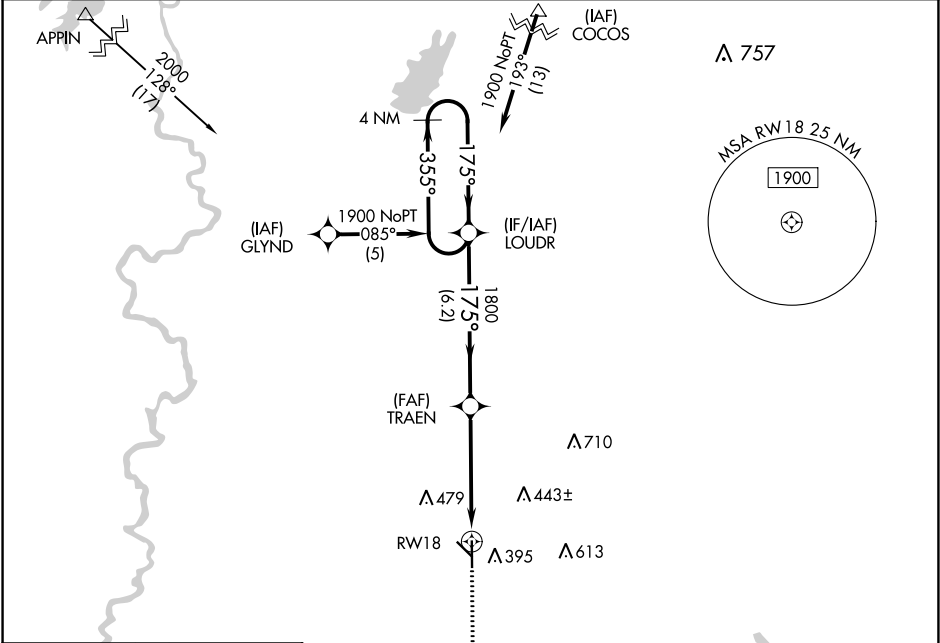 APPIN
2000
128°
(17)
(IAF)
COCOS
1900 NoPT
193°
(13)
757
4 NM
355°
175°
MSA RW18 25 NM
1900
(IAF)
GLYND
1900 NoPT
085°
(5)
(IF/IAF)
LOUDR
1800
175°
(6.2)
(FAF)
TRAEN
710
479
443±
RW18
395
613